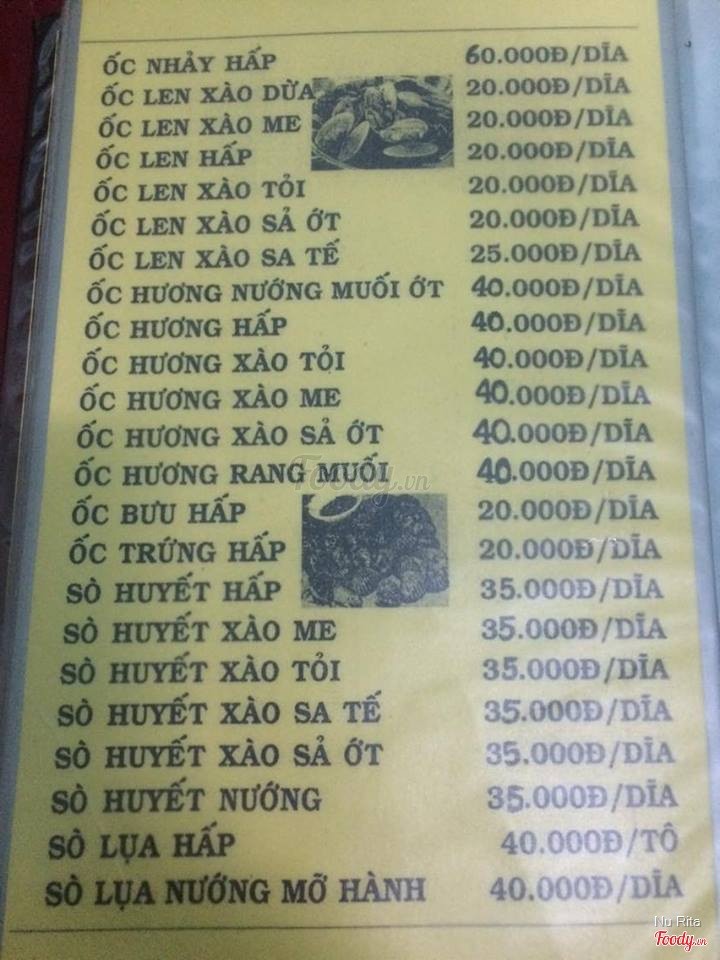 ỐC NHẢY HẤP 60.000Đ/DĨA
ỐC LEN XÀO DỪA 20.000Đ/DĨA
ỐC LEN XÀO ME 20.000Đ/DĨA
ỐC LEN HẤP 20.000Đ/DĨA
ỐC LEN XÀO TỎI 20.000Đ/DĨA
ỐC LEN XÀO SẢ ỚT 20.000Đ/DĨA
ỐC LEN XÀO SA TẾ 25.000Đ/DĨA
ỐC HƯƠNG NƯỚNG MUỐI ỚT 40.000Đ/DĨA
ỐC HƯƠNG HẤP 40.000Đ/DĨA
ỐC HƯƠNG XÀO TỎI 40.000Đ/DĨA
ỐC HƯƠNG XÀO ME 40.000Đ/DĨA
ỐC HƯƠNG XÀO SẢ ỚT 40.000Đ/DĨA
ỐC HƯƠNG RANG MUỐI 40.000Đ/DĨA
Foody.vn
ỐC BƯU HẤP 20.000Đ/DĨA
ỐC TRỨNG HẤP 20.000Đ/DĨA
SÒ HUYẾT HẤP 35.000Đ/DĨA
SÒ HUYẾT XÀO ME 35.000Đ/DĨA
SÒ HUYẾT XÀO TỎI 35.000Đ/DĨA
SÒ HUYẾT XÀO SA TẾ 35.000Đ/DĨA
SÒ HUYẾT XÀO SẢ ỚT 35.000Đ/DĨA
SÒ HUYẾT NƯỚNG 35.000Đ/DĨA
SÒ LỤA HẤP 40.000Đ/TÔ
SÒ LỤA NƯỚNG MỠ HÀNH 40.000Đ/DĨA
Nu Rita
Foody.vn